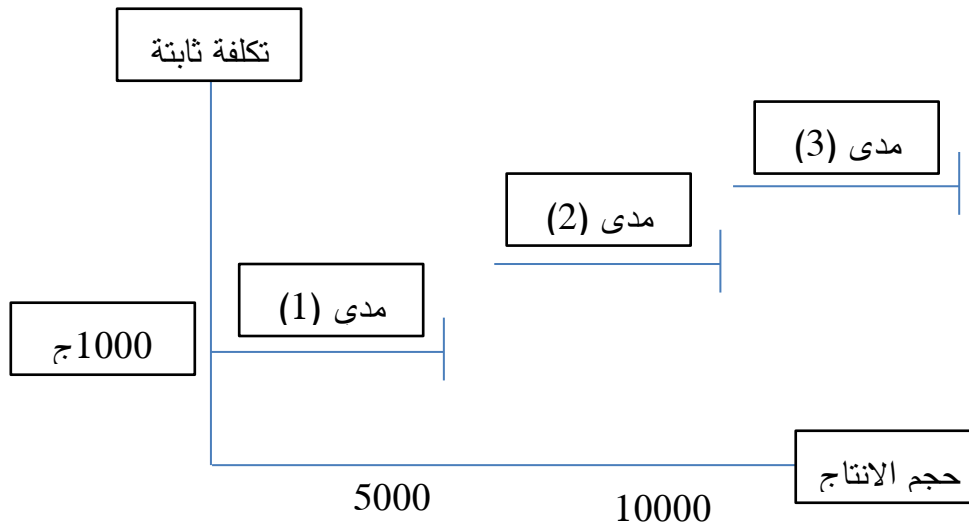 تكلفة ثابتة
مدى (3)
مدى (2)
مدى (1)
1000ج
حجم الانتاج
5000
10000